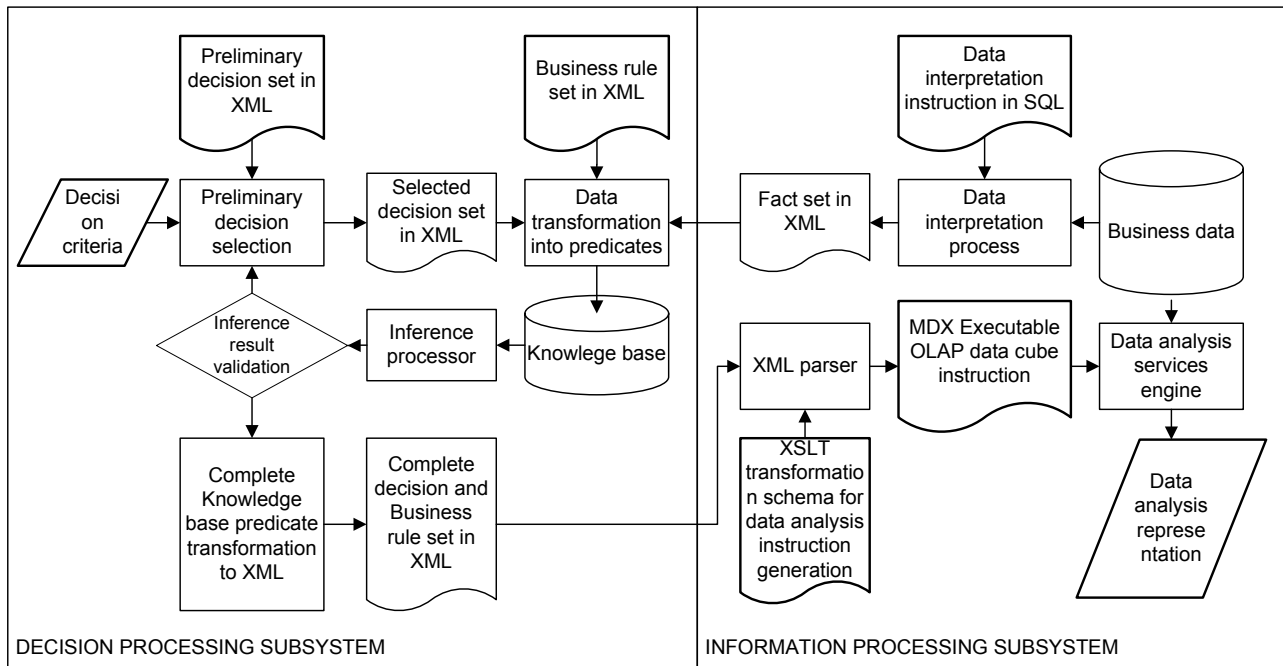 Preliminary
decision set in
XML
Business rule
set in XML
Data
interpretation
instruction in SQL
Decisi
on
criteria
Preliminary
decision
selection
Selected
decision set
in XML
Data
transformation
into predicates
Fact set in
XML
Data
interpretation
process
Business data
Inference
result
validation
Inference
processor
Knowlege base
XML parser
MDX Executable
OLAP data cube
instruction
Data analysis
services
engine
Complete
Knowledge
base predicate
transformation
to XML
Complete
decision and
Business
rule set in
XML
XSLT
transformatio
n schema for
data analysis
instruction
generation
Data
analysis
represe
ntation
DECISION PROCESSING SUBSYSTEM
INFORMATION PROCESSING SUBSYSTEM